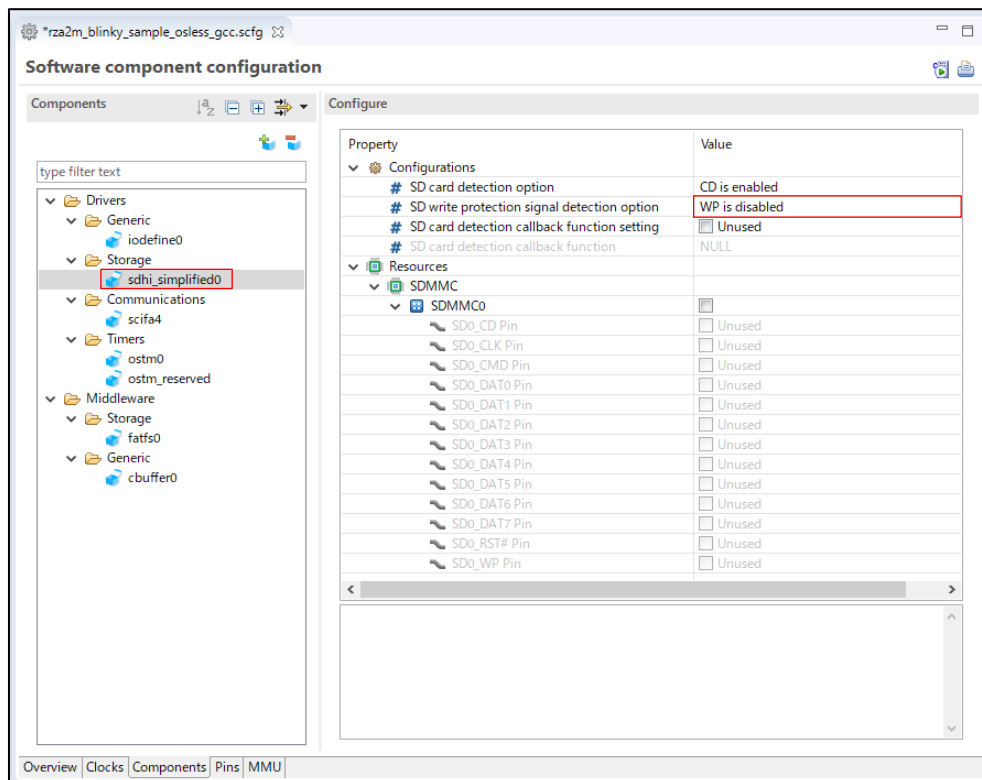 *rza2m_blinky_sample_osless_gcc.scfg
Software component configuration
Components
Configure
type filter text
Drivers
Generic
iodefine0
Storage
sdhi_simplified0
Communications
scifa4
Timers
ostm0
ostm_reserved
Middleware
Storage
fatfs0
Generic
cbuffer0
Property Value
Configurations
# SD card detection option CD is enabled
# SD write protection signal detection option WP is disabled
# SD card detection callback function setting Unused
# SD card detection callback function NULL
Resources
SDMMC
SDMMC0
SD0_CD Pin Unused
SD0_CLK Pin Unused
SD0_CMD Pin Unused
SD0_DAT0 Pin Unused
SD0_DAT1 Pin Unused
SD0_DAT2 Pin Unused
SD0_DAT3 Pin Unused
SD0_DAT4 Pin Unused
SD0_DAT5 Pin Unused
SD0_DAT6 Pin Unused
SD0_DAT7 Pin Unused
SD0_RST# Pin Unused
SD0_WP Pin Unused
Overview Clocks Components Pins MMU